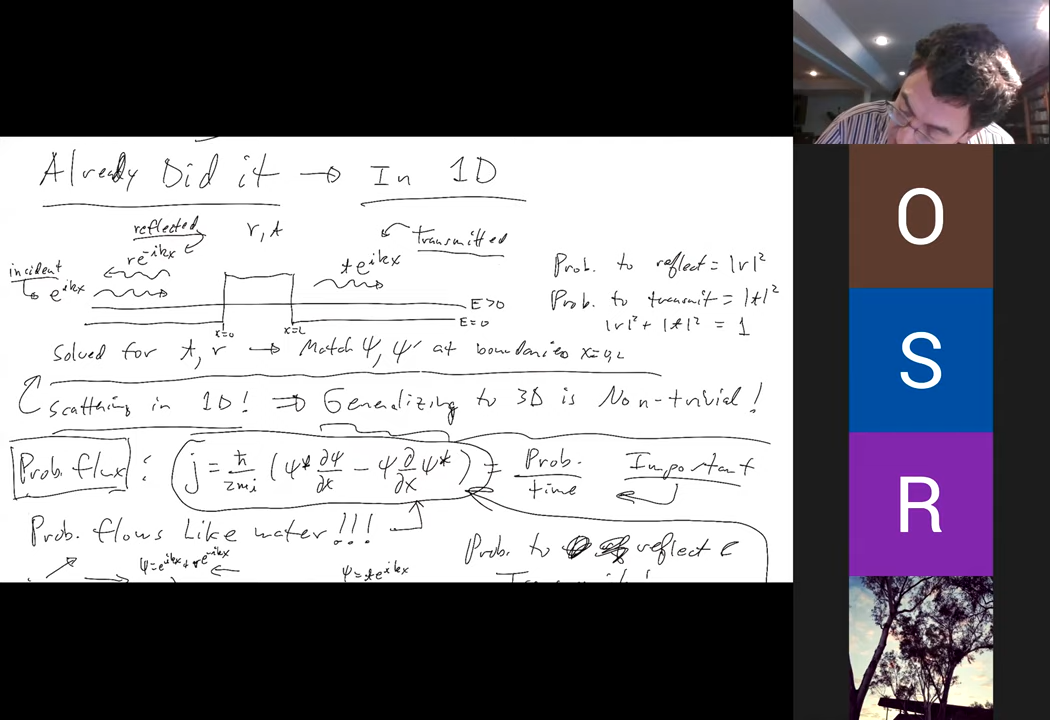 Already Did it → In 1D
reflected
r, t
transmitted
re^-ikx
te^ikx
incident
e^ikx
Prob. to reflect = |r|²
Prob. to transmit = |t|²
|r|² + |t|² = 1
E>0
E=0
x=0
x=L
Solved for t, r → Match ψ, ψ' at boundaries x=0,L
Scattering in 1D! ⇒ Generalizing to 3D is Non-trivial!
Prob. flux : j = ħ/2mi (ψ* ∂ψ/∂x − ψ ∂/∂x ψ*) = Prob./time Important
Prob. flows Like water!!!
Prob. to reflect
ψ=e^ikx+re^-ikx
ψ=te^ikx
O
S
R